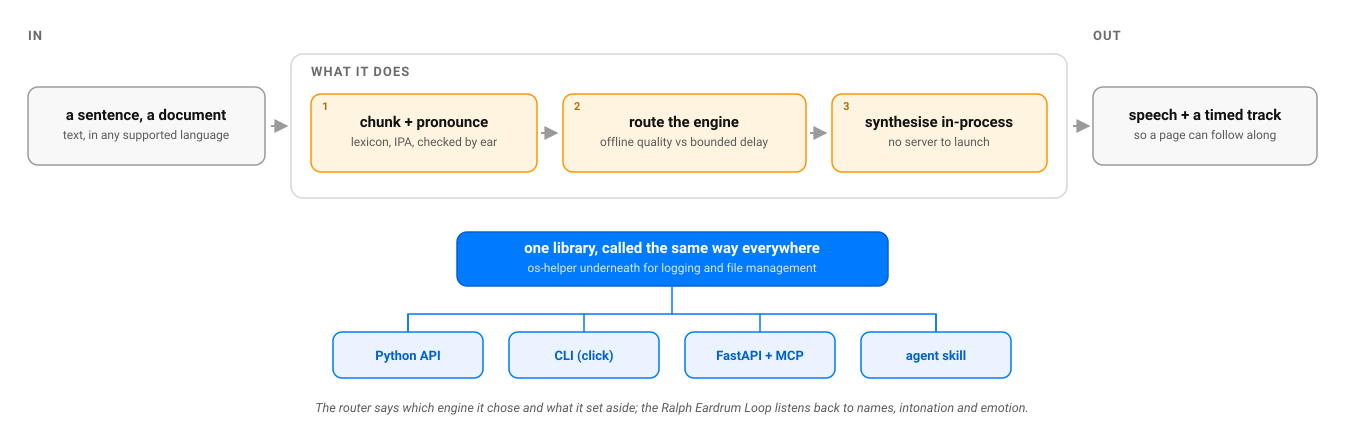 IN
OUT
WHAT IT DOES
a sentence, a document
text, in any supported language
1
chunk + pronounce
lexicon, IPA, checked by ear
2
route the engine
offline quality vs bounded delay
3
synthesise in-process
no server to launch
speech + a timed track
so a page can follow along
one library, called the same way everywhere
os-helper underneath for logging and file management
Python API
CLI (click)
FastAPI + MCP
agent skill
The router says which engine it chose and what it set aside; the Ralph Eardrum Loop listens back to names, intonation and emotion.